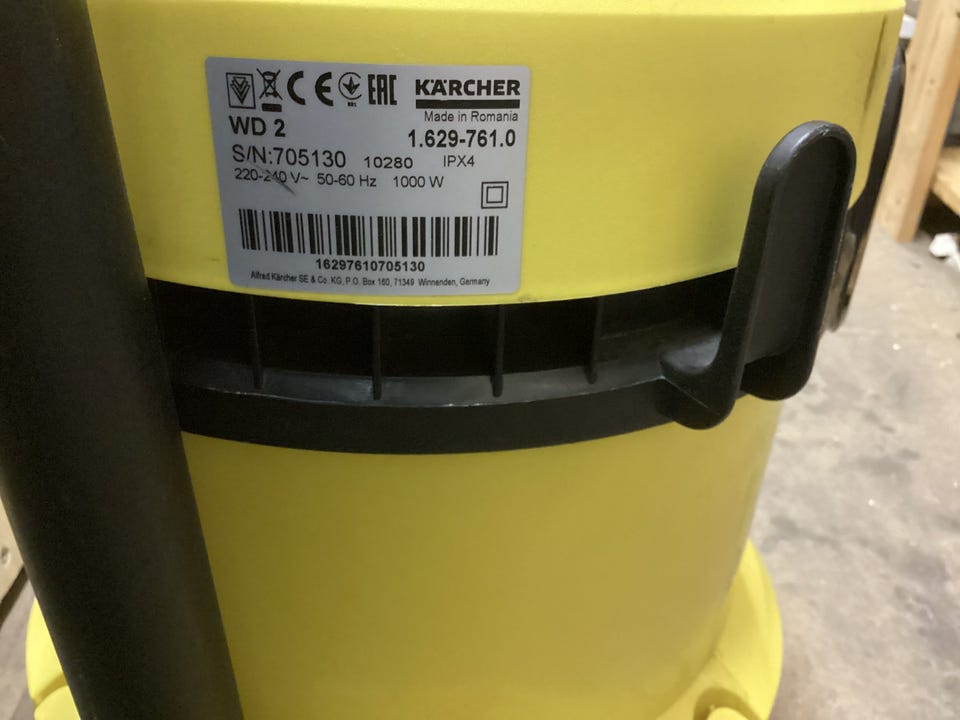 CE EAC KÄRCHER
Made in Romania
WD 2 1.629-761.0
S/N:705130 10280 IPX4
220-240 V~ 50-60 Hz 1000 W
16297610705130
Alfred Kärcher SE & Co. KG, P.O. Box 160, 71349 Winnenden, Germany